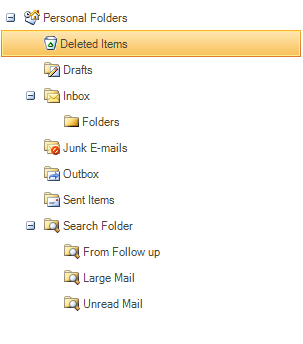 Personal Folders
Deleted Items
Drafts
Inbox
Folders
Junk E-mails
Outbox
Sent Items
Search Folder
From Follow up
Large Mail
Unread Mail